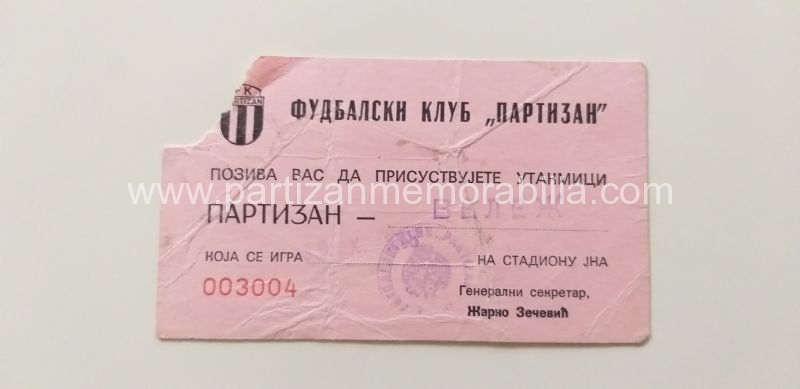 К
ARTIZAN
ФУДБАЛСКИ КЛУБ „ПАРТИЗАН"
ПОЗИВА ВАС ДА ПРИСУСТВУЈЕТЕ УТАКМИЦИ
www.partizanmemorabilia.com
ПАРТИЗАН — ВЕЛЕЖ
КОЈА СЕ ИГРА НА СТАДИОНУ ЈНА
003004
Генерални секретар,
Жарко Зечевић